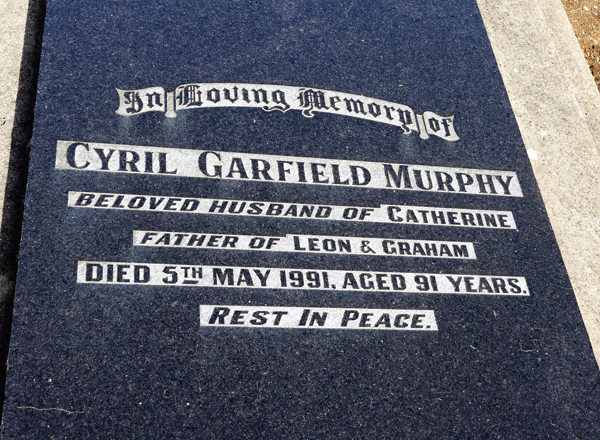 In Loving Memory of
CYRIL GARFIELD MURPHY
BELOVED HUSBAND OF CATHERINE
FATHER OF LEON & GRAHAM
DIED 5TH MAY 1991. AGED 91 YEARS.
REST IN PEACE.